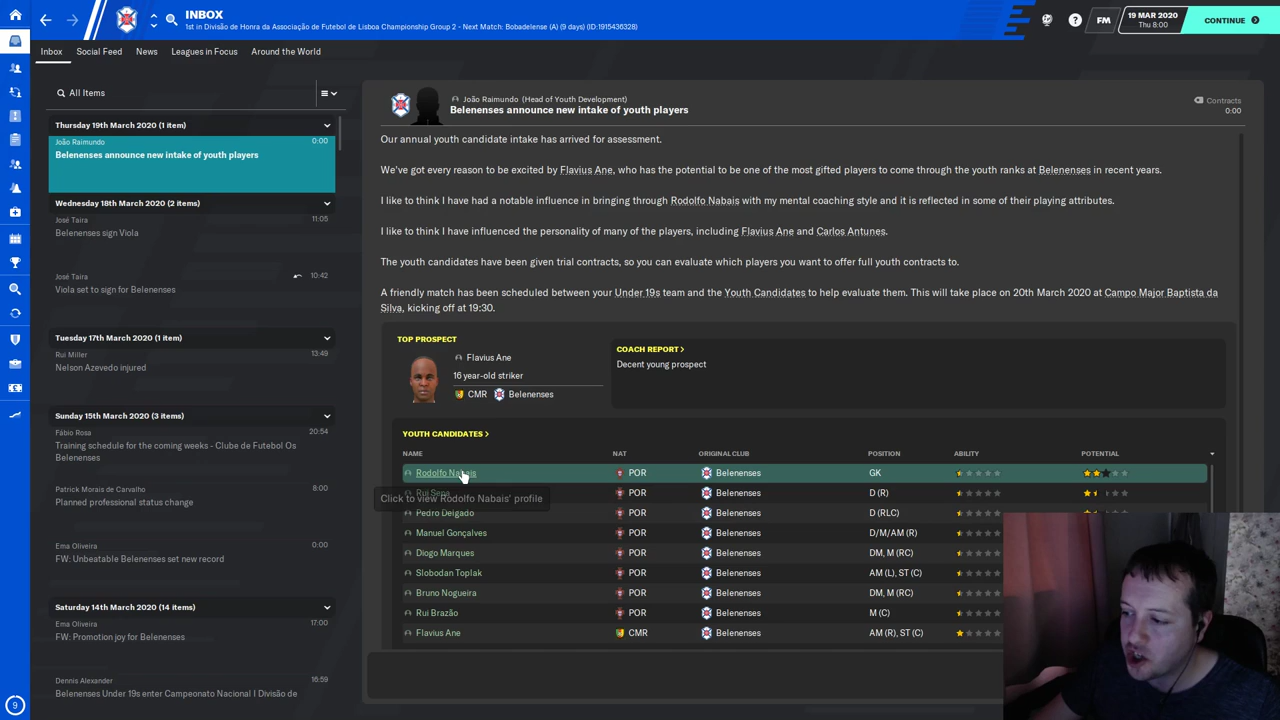 INBOX
1st in Divisão de Honra da Associação de Futebol de Lisboa Championship Group 2 - Next Match: Bobadelense (A) (9 days) (ID:1915436328)
FM
19 MAR 2020
Thu 8:00
CONTINUE
Inbox
Social Feed
News
Leagues in Focus
Around the World
All Items
Thursday 19th March 2020 (1 item)
João Raimundo
0:00
Belenenses announce new intake of youth players
Wednesday 18th March 2020 (2 items)
José Taira
11:05
Belenenses sign Viola
José Taira
10:42
Viola set to sign for Belenenses
Tuesday 17th March 2020 (1 item)
Rui Miller
13:49
Nelson Azevedo injured
Sunday 15th March 2020 (3 items)
Fábio Rosa
20:54
Training schedule for the coming weeks - Clube de Futebol Os
Belenenses
Patrick Morais de Carvalho
8:00
Planned professional status change
Ema Oliveira
0:00
FW: Unbeatable Belenenses set new record
Saturday 14th March 2020 (14 items)
Ema Oliveira
17:00
FW: Promotion joy for Belenenses
Dennis Alexander
16:59
Belenenses Under 19s enter Campeonato Nacional I Divisão de
9
João Raimundo (Head of Youth Development)
Belenenses announce new intake of youth players
Contracts
0:00
Our annual youth candidate intake has arrived for assessment.
We've got every reason to be excited by Flavius Ane, who has the potential to be one of the most gifted players to come through the youth ranks at Belenenses in recent years.
I like to think I have had a notable influence in bringing through Rodolfo Nabais with my mental coaching style and it is reflected in some of their playing attributes.
I like to think I have influenced the personality of many of the players, including Flavius Ane and Carlos Antunes.
The youth candidates have been given trial contracts, so you can evaluate which players you want to offer full youth contracts to.
A friendly match has been scheduled between your Under 19s team and the Youth Candidates to help evaluate them. This will take place on 20th March 2020 at Campo Major Baptista da
Silva, kicking off at 19:30.
TOP PROSPECT
Flavius Ane
16 year-old striker
CMR Belenenses
COACH REPORT >
Decent young prospect
YOUTH CANDIDATES >
NAME NAT ORIGINAL CLUB POSITION ABILITY POTENTIAL
Rodolfo Nabais POR Belenenses GK
Rui Sena POR Belenenses D (R)
Click to view Rodolfo Nabais' profile
Pedro Delgado POR Belenenses D (RLC)
Manuel Gonçalves POR Belenenses D/M/AM (R)
Diogo Marques POR Belenenses DM, M (RC)
Slobodan Toplak POR Belenenses AM (L), ST (C)
Bruno Nogueira POR Belenenses DM, M (RC)
Rui Brazão POR Belenenses M (C)
Flavius Ane CMR Belenenses AM (R), ST (C)